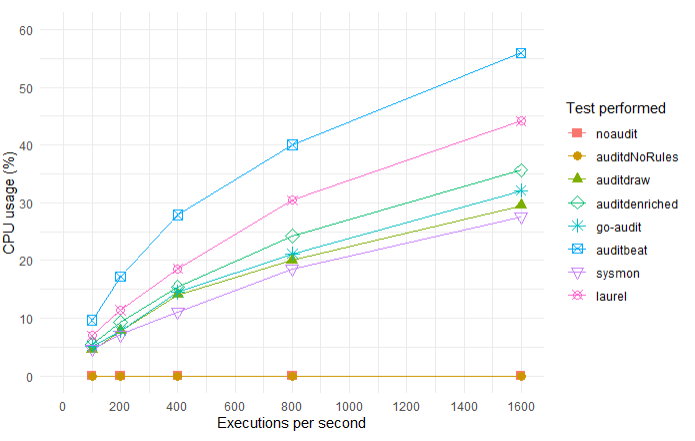 60
50
40
30
20
10
0
CPU usage (%)
0 200 400 600 800 1000 1200 1400 1600
Executions per second
Test performed
noaudit
auditdNoRules
auditdraw
auditdenriched
go-audit
auditbeat
sysmon
laurel